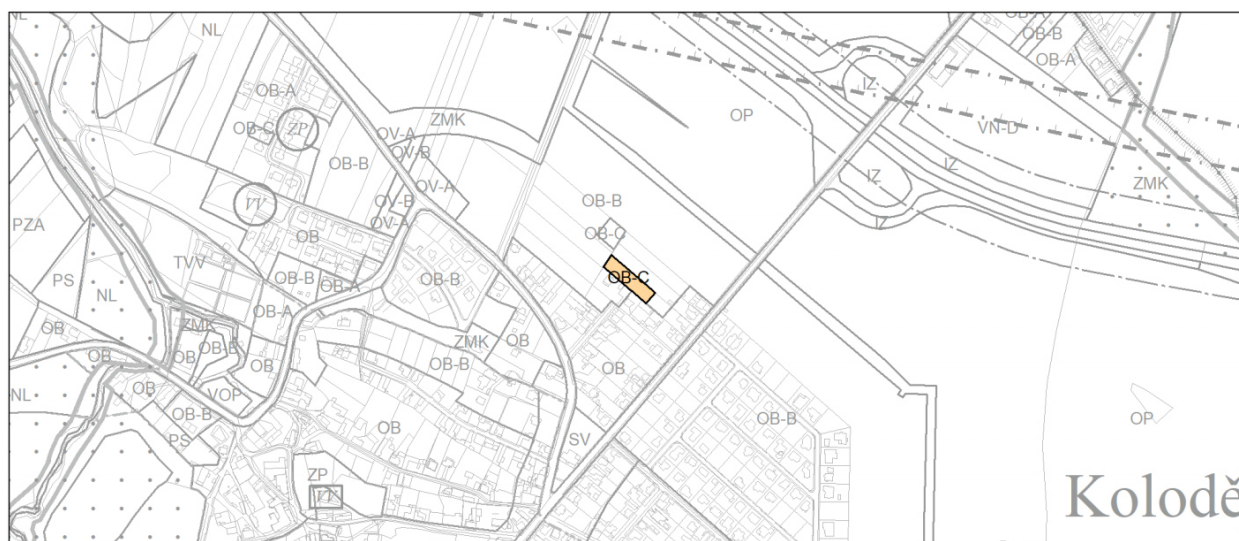 NL
NL
OB-A
OB-B
OB-A
OB-A
IZ
ZP
OB-C
OV-A
ZMK
OP
OV-B
VN-D
OB-B
OV-A
IZ
IZ
ZMK
VV
OV-B
OB-B
PZA
OV-A
IZ
OB
OB-C
TVV
PS
OB-B
OB-A
OB-B
OB-C
NL
OB-A
ZMK
OB
ZMK
OB
OB
OB
OB-B
OB
OB-B
OB
NL
OB
VOP
OB-B
OB-B
OP
PS
OB
SV
ZP
Kolodě